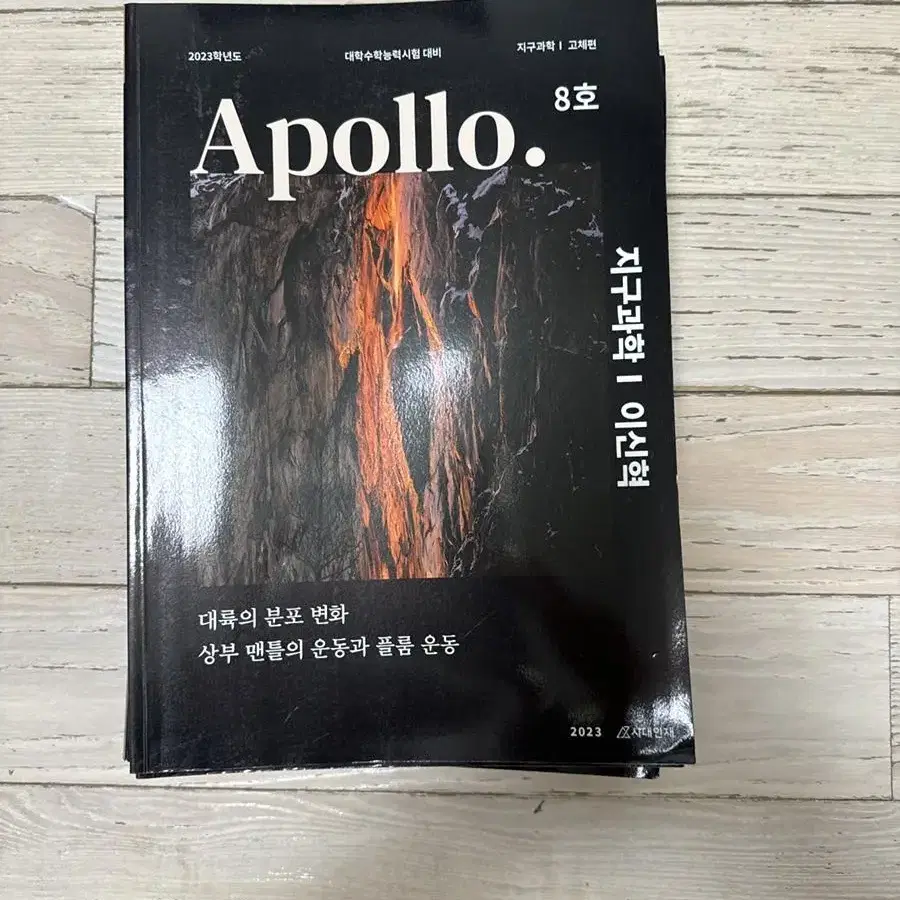 2023학년도
대학수학능력시험 대비
지구과학 I 고체편
8호
Apollo.
지구과학 I 이신혁
대륙의 분포 변화
상부 맨틀의 운동과 플룸 운동
2023 시대인재